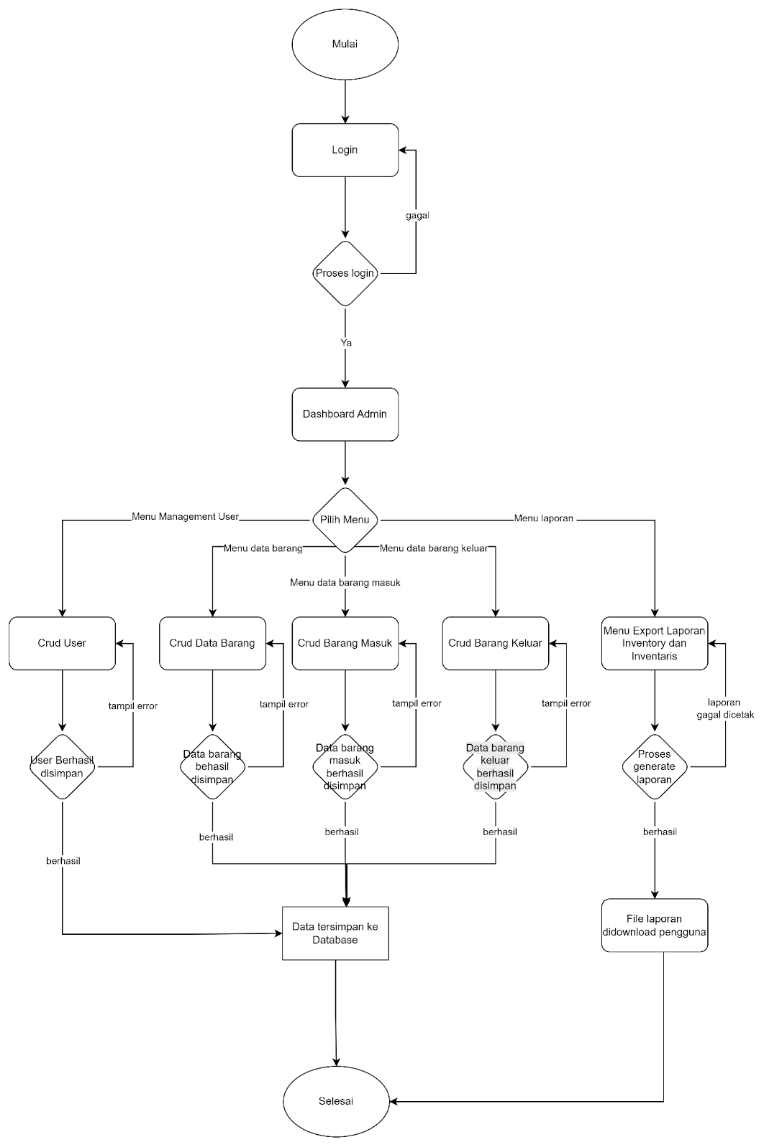 Mulai
Login
gagal
Proses login
Ya
Dashboard Admin
Pilih Menu
Menu Management User
Menu laporan
Menu data barang
Menu data barang keluar
Menu data barang masuk
Crud User
Crud Data Barang
Crud Barang Masuk
Crud Barang Keluar
Menu Export Laporan
Inventory dan
Inventaris
tampil error
tampil error
tampil error
tampil error
laporan
gagal dicetak
User Berhasil
disimpan
Data barang
behasil
disimpan
Data barang
masuk
berhasil
disimpan
Data barang
keluar
berhasil
disimpan
Proses
generate
laporan
berhasil
berhasil
berhasil
berhasil
berhasil
Data tersimpan ke
Database
File laporan
didownload pengguna
Selesai